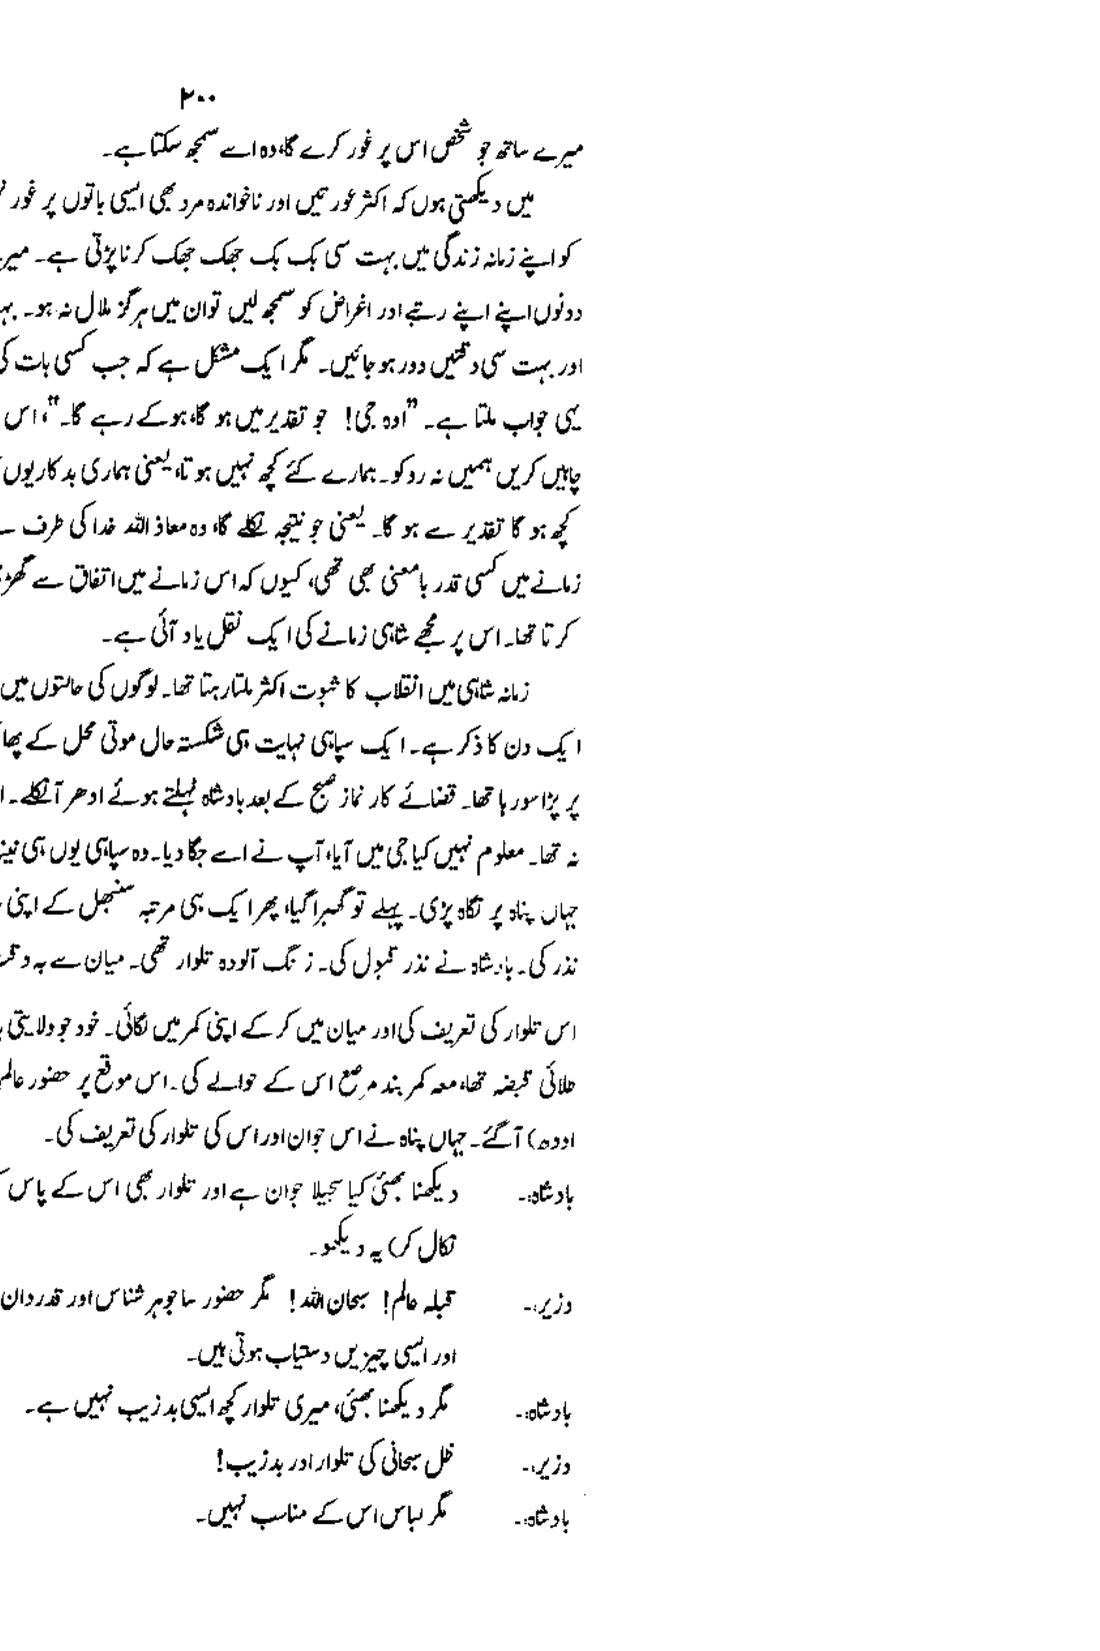 ۲۰۰
میرے ساتھ جو شخص اس پر غور کرے گا، وہ اسے سمجھ سکتا ہے۔
میں دیکھتی ہوں کہ اکثر عورتیں اور ناخواندہ مرد بھی ایسی باتوں پر غور
کو اپنے زمانہ زندگی میں بہت سی بک بک جھک جھک کرنا پڑتی ہے۔
دونوں اپنے اپنے رتبے اور اغراض کو سمجھ لیں تو ان میں ہرگز ملال نہ ہو۔
اور بہت سی دقتیں دور ہو جائیں۔ مگر ایک مشکل ہے کہ جب کسی بات کی
یہی جواب ملتا ہے۔ ”اوہ جی! جو تقدیر میں ہو گا، ہو کے رہے گا۔“ اس
چاہیں کریں ہمیں نہ روکو۔ ہمارے کئے کچھ نہیں ہوتا، یعنی ہماری بدکاریوں
کچھ ہو گا تقدیر سے ہو گا۔ یعنی جو نتیجہ نکلے گا، وہ معاذ اللہ خدا کی طرف
زمانے میں کسی قدر بامعنی بھی تھی، کیوں کہ اس زمانے میں اتفاق سے
کرتا تھا۔ اس پر مجھے شاہی زمانے کی ایک نقل یاد آئی ہے۔
زمانہ شاہی میں انقلاب کا ثبوت اکثر ملتا رہتا تھا۔ لوگوں کی حالتوں میں
ایک دن کا ذکر ہے۔ ایک سپاہی نہایت ہی شکستہ حال موتی محل کے
پر پڑا سو رہا تھا۔ قضائے کار نماز صبح کے بعد بادشاہ ٹہلتے ہوئے ادھر آ نکلے۔
نہ تھا۔ معلوم نہیں کیا جی میں آیا، آپ نے اسے جگا دیا۔ وہ سپاہی یوں ہی
جہاں پناہ پر نگاہ پڑی۔ پہلے تو گھبرا گیا، پھر ایک ہی مرتبہ سنبھل کے اپنی
نذر کی۔ بادشاہ نے نذر قبول کی۔ زنگ آلودہ تلوار تھی۔ میان سے بہ
اس تلوار کی تعریف کی اور میان میں کر کے اپنی کمر میں لگائی۔ خود جو ولایتی
طلائی قبضہ تھا، معہ کمر بند مرصع اس کے حوالے کی۔ اس موقع پر حضور عالم
اودھ) آ گئے۔ جہاں پناہ نے اس جوان اور اس کی تلوار کی تعریف کی۔
بادشاہ:۔ دیکھنا بھئی کیا سجیلا جوان ہے اور تلوار بھی اس کے پاس
نکال کر) یہ دیکھو۔
وزیر:۔ قبلہ عالم! سبحان اللہ! مگر حضور سا جوہر شناس اور قدر دان
اور ایسی چیزیں دستیاب ہوتی ہیں۔
بادشاہ:۔ مگر دیکھنا بھئی، میری تلوار کچھ ایسی بد زیب نہیں ہے۔
وزیر:۔ ظل سبحانی کی تلوار اور بد زیب!
بادشاہ:۔ مگر لباس اس کے مناسب نہیں۔